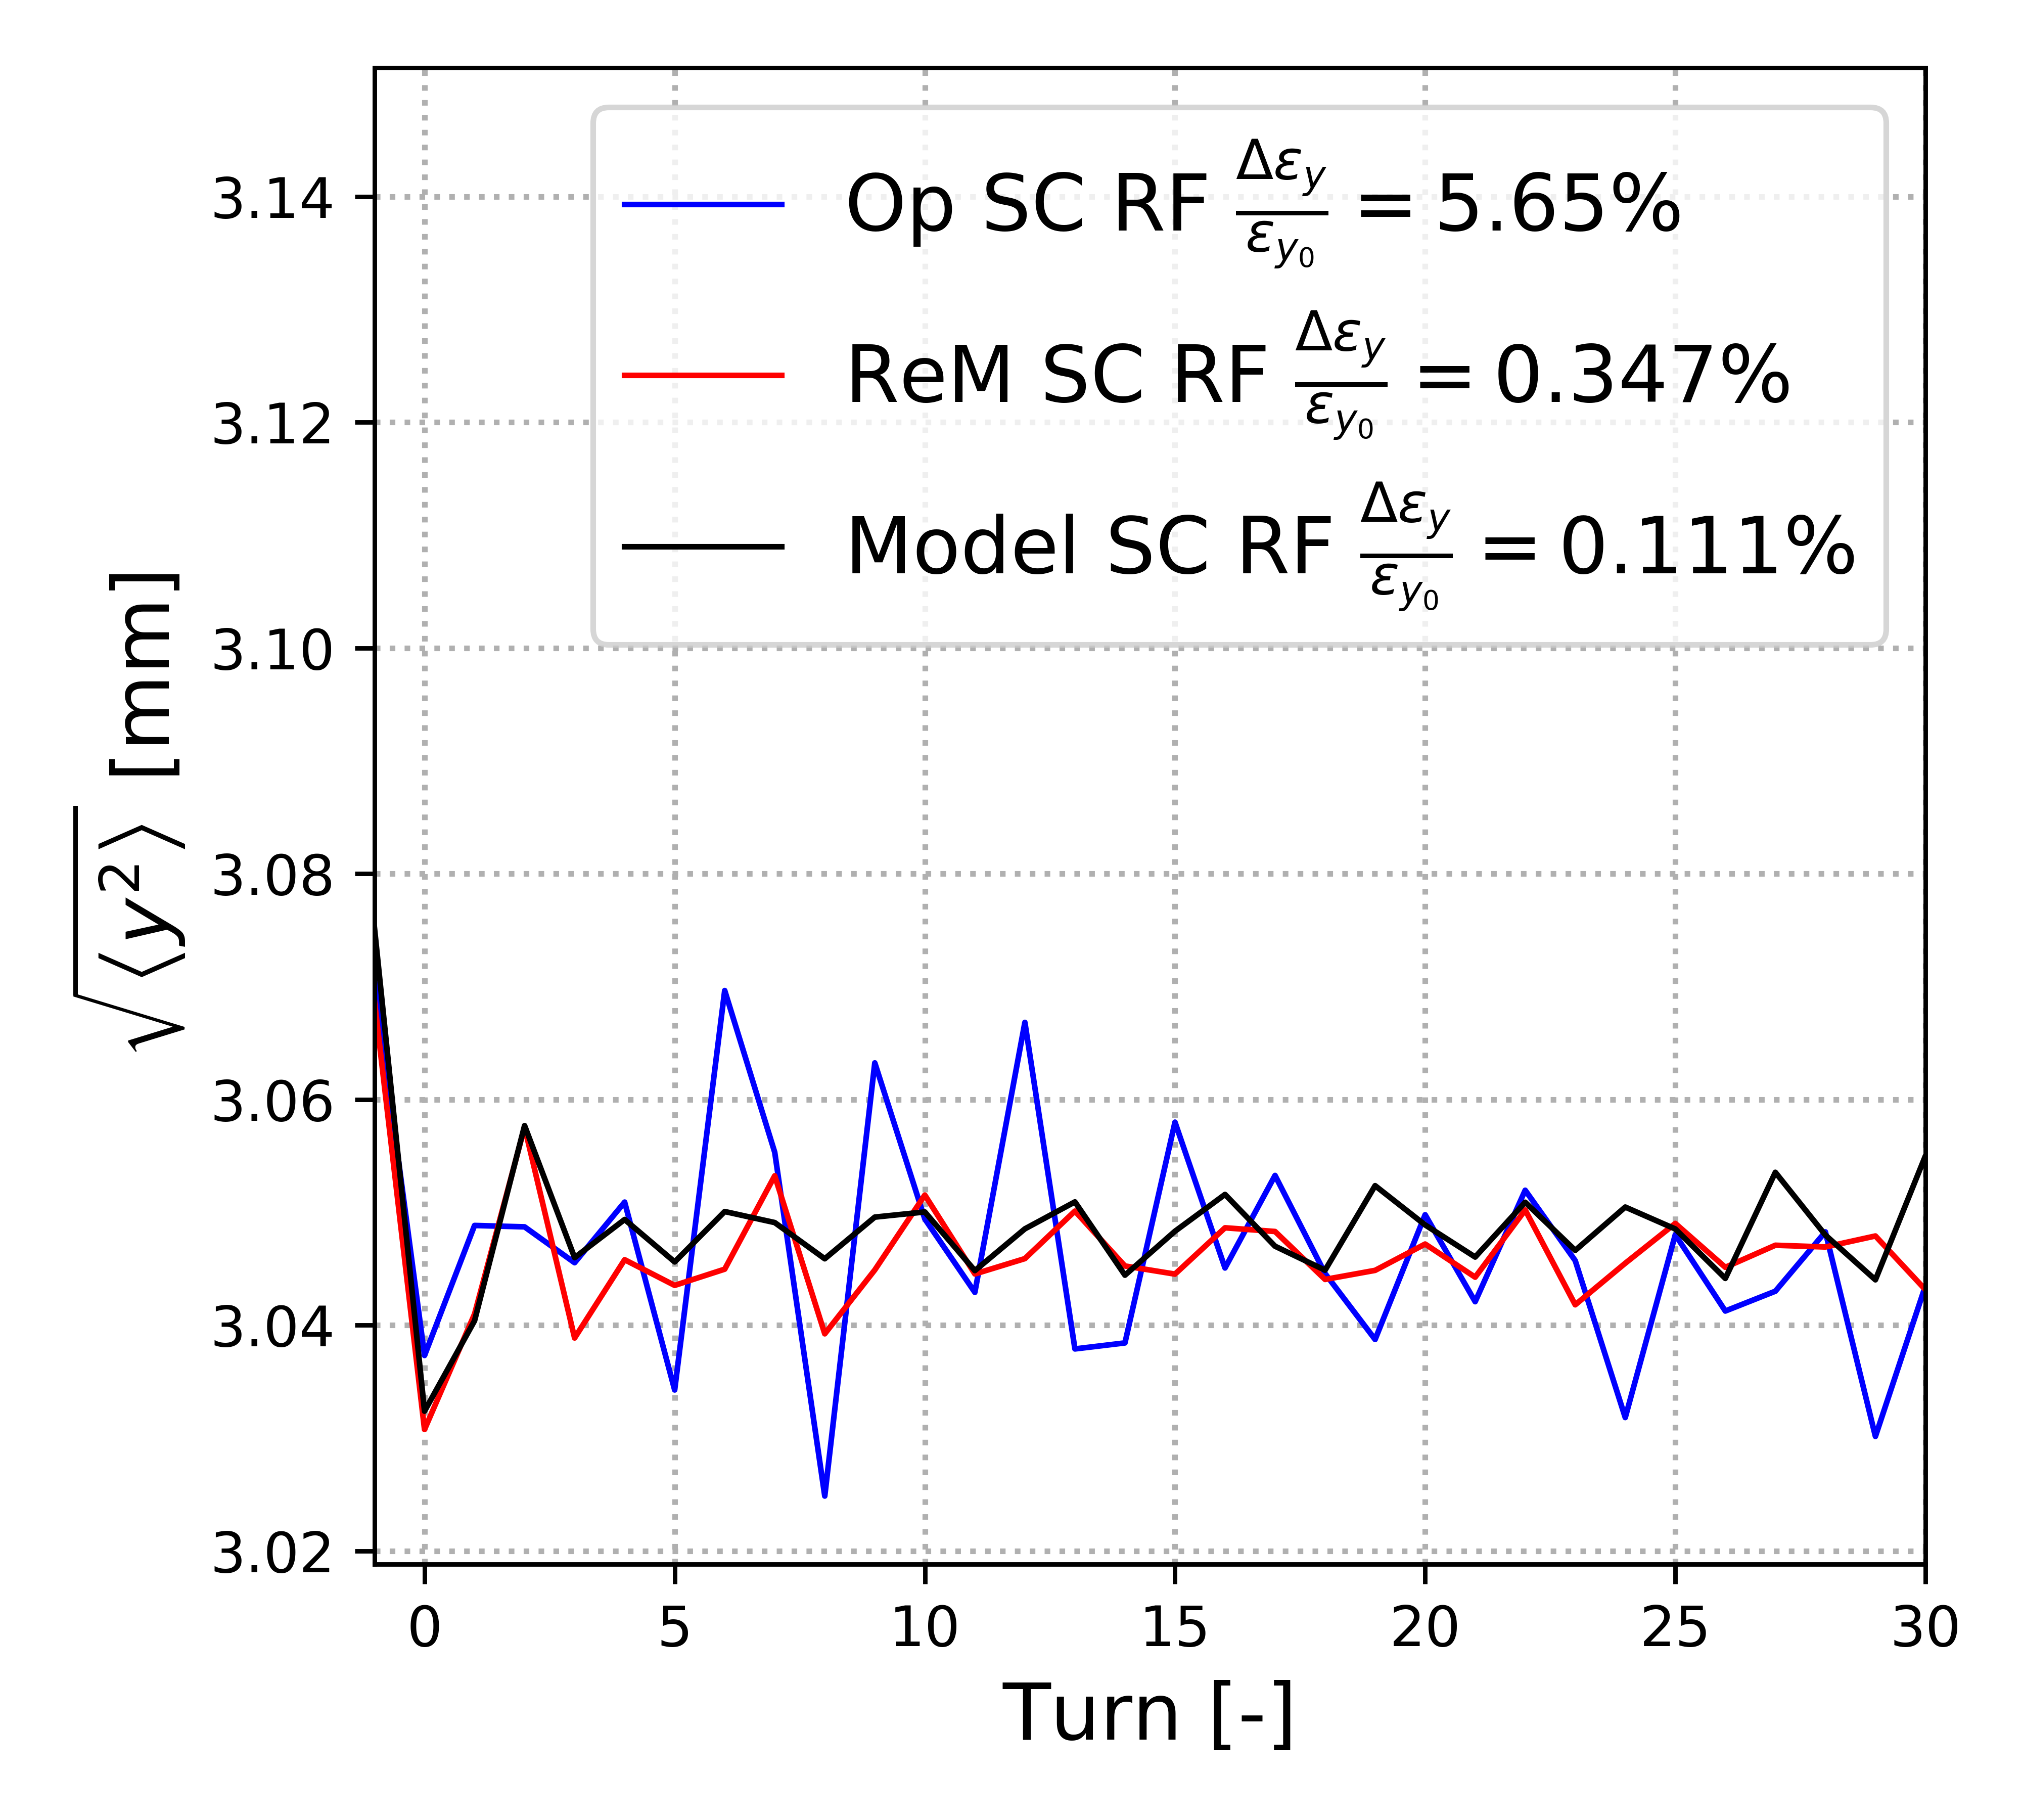 Op SC RF Δε_y/ε_y₀ = 5.65%
ReM SC RF Δε_y/ε_y₀ = 0.347%
Model SC RF Δε_y/ε_y₀ = 0.111%
√⟨y²⟩ [mm]
3.14
3.12
3.10
3.08
3.06
3.04
3.02
0 5 10 15 20 25 30
Turn [-]